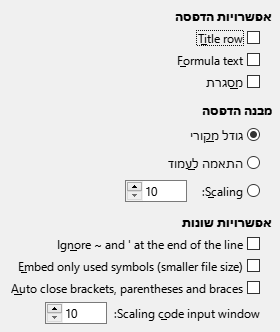 אפשרויות הדפסה
Title row
Formula text
מסגרת
מבנה הדפסה
גודל מקורי
התאמה לעמוד
Scaling: 10
אפשרויות שונות
Ignore ~ and ' at the end of the line
Embed only used symbols (smaller file size)
Auto close brackets, parentheses and braces
Scaling code input window: 10